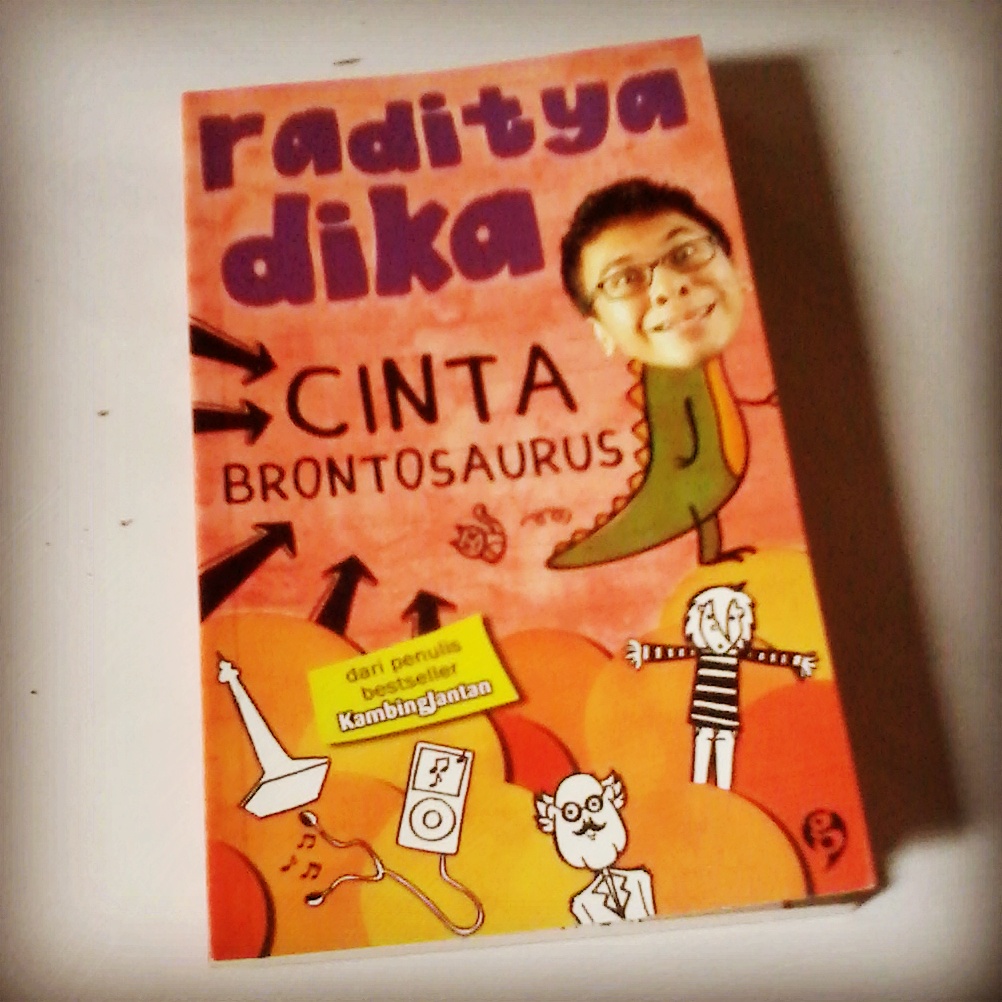 raditya
dika
CINTA
BRONTOSAURUS
dari penulis
bestseller
KambingJantan
g